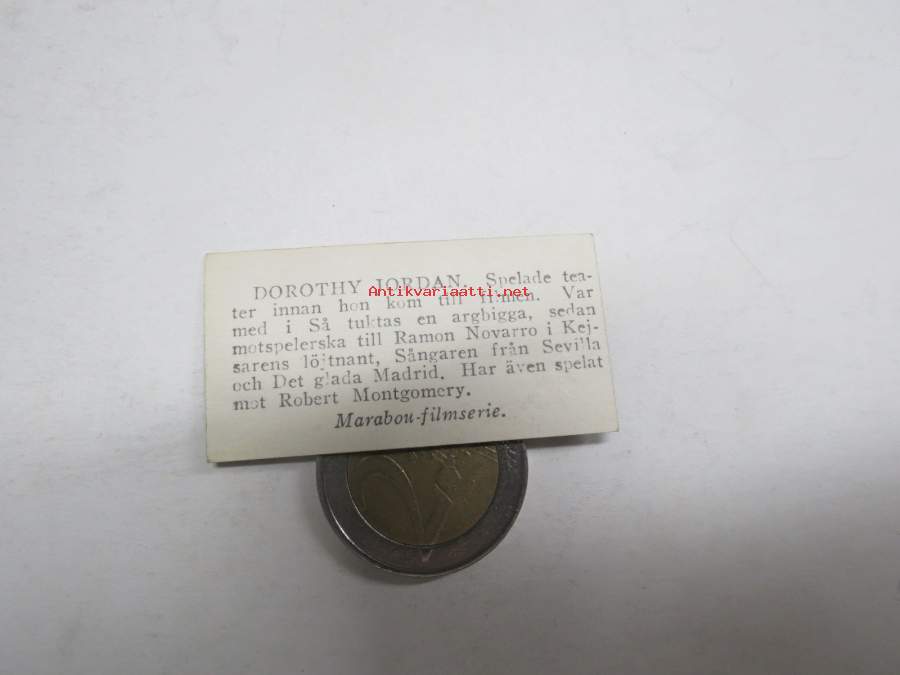 DOROTHY JORDAN. Spelade tea-
Antikvariaatti.net
ter innan hon kom till filmen. Var
med i Så tuktas en argbigga, sedan
motspelerska till Ramon Novarro i Kej-
sarens löjtnant, Sångaren från Sevilla
och Det glada Madrid. Har även spelat
mot Robert Montgomery.
Marabou-filmserie.
2